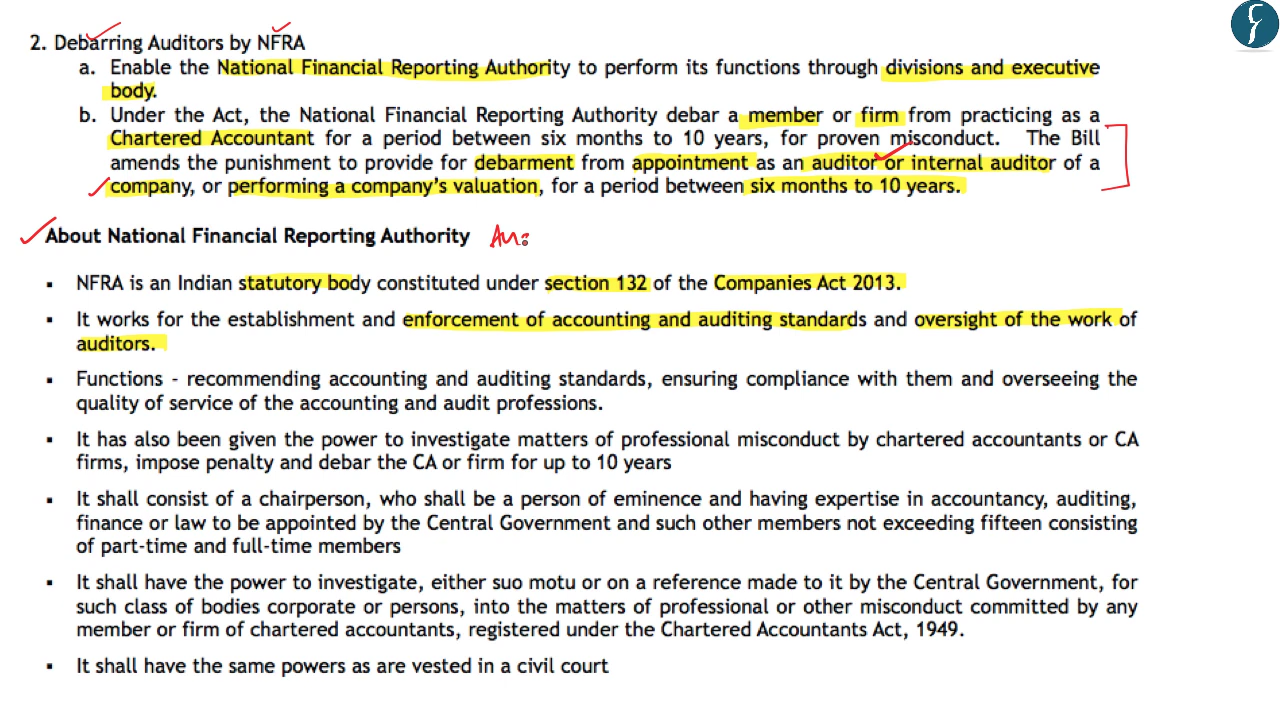 2. Debarring Auditors by NFRA
a. Enable the National Financial Reporting Authority to perform its functions through divisions and executive
body.
b. Under the Act, the National Financial Reporting Authority debar a member or firm from practicing as a
Chartered Accountant for a period between six months to 10 years, for proven misconduct. The Bill
amends the punishment to provide for debarment from appointment as an auditor or internal auditor of a
company, or performing a company's valuation, for a period between six months to 10 years.
About National Financial Reporting Authority
▪ NFRA is an Indian statutory body constituted under section 132 of the Companies Act 2013.
▪ It works for the establishment and enforcement of accounting and auditing standards and oversight of the work of
auditors.
▪ Functions - recommending accounting and auditing standards, ensuring compliance with them and overseeing the
quality of service of the accounting and audit professions.
▪ It has also been given the power to investigate matters of professional misconduct by chartered accountants or CA
firms, impose penalty and debar the CA or firm for up to 10 years
▪ It shall consist of a chairperson, who shall be a person of eminence and having expertise in accountancy, auditing,
finance or law to be appointed by the Central Government and such other members not exceeding fifteen consisting
of part-time and full-time members
▪ It shall have the power to investigate, either suo motu or on a reference made to it by the Central Government, for
such class of bodies corporate or persons, into the matters of professional or other misconduct committed by any
member or firm of chartered accountants, registered under the Chartered Accountants Act, 1949.
▪ It shall have the same powers as are vested in a civil court